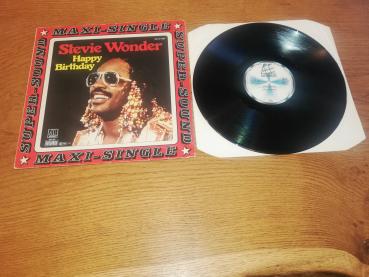 MAXI-SINGLE
SUPER-SOUND
Stevie Wonder
Happy
Birthday
SUPER-SOUND
MAXI-SINGLE